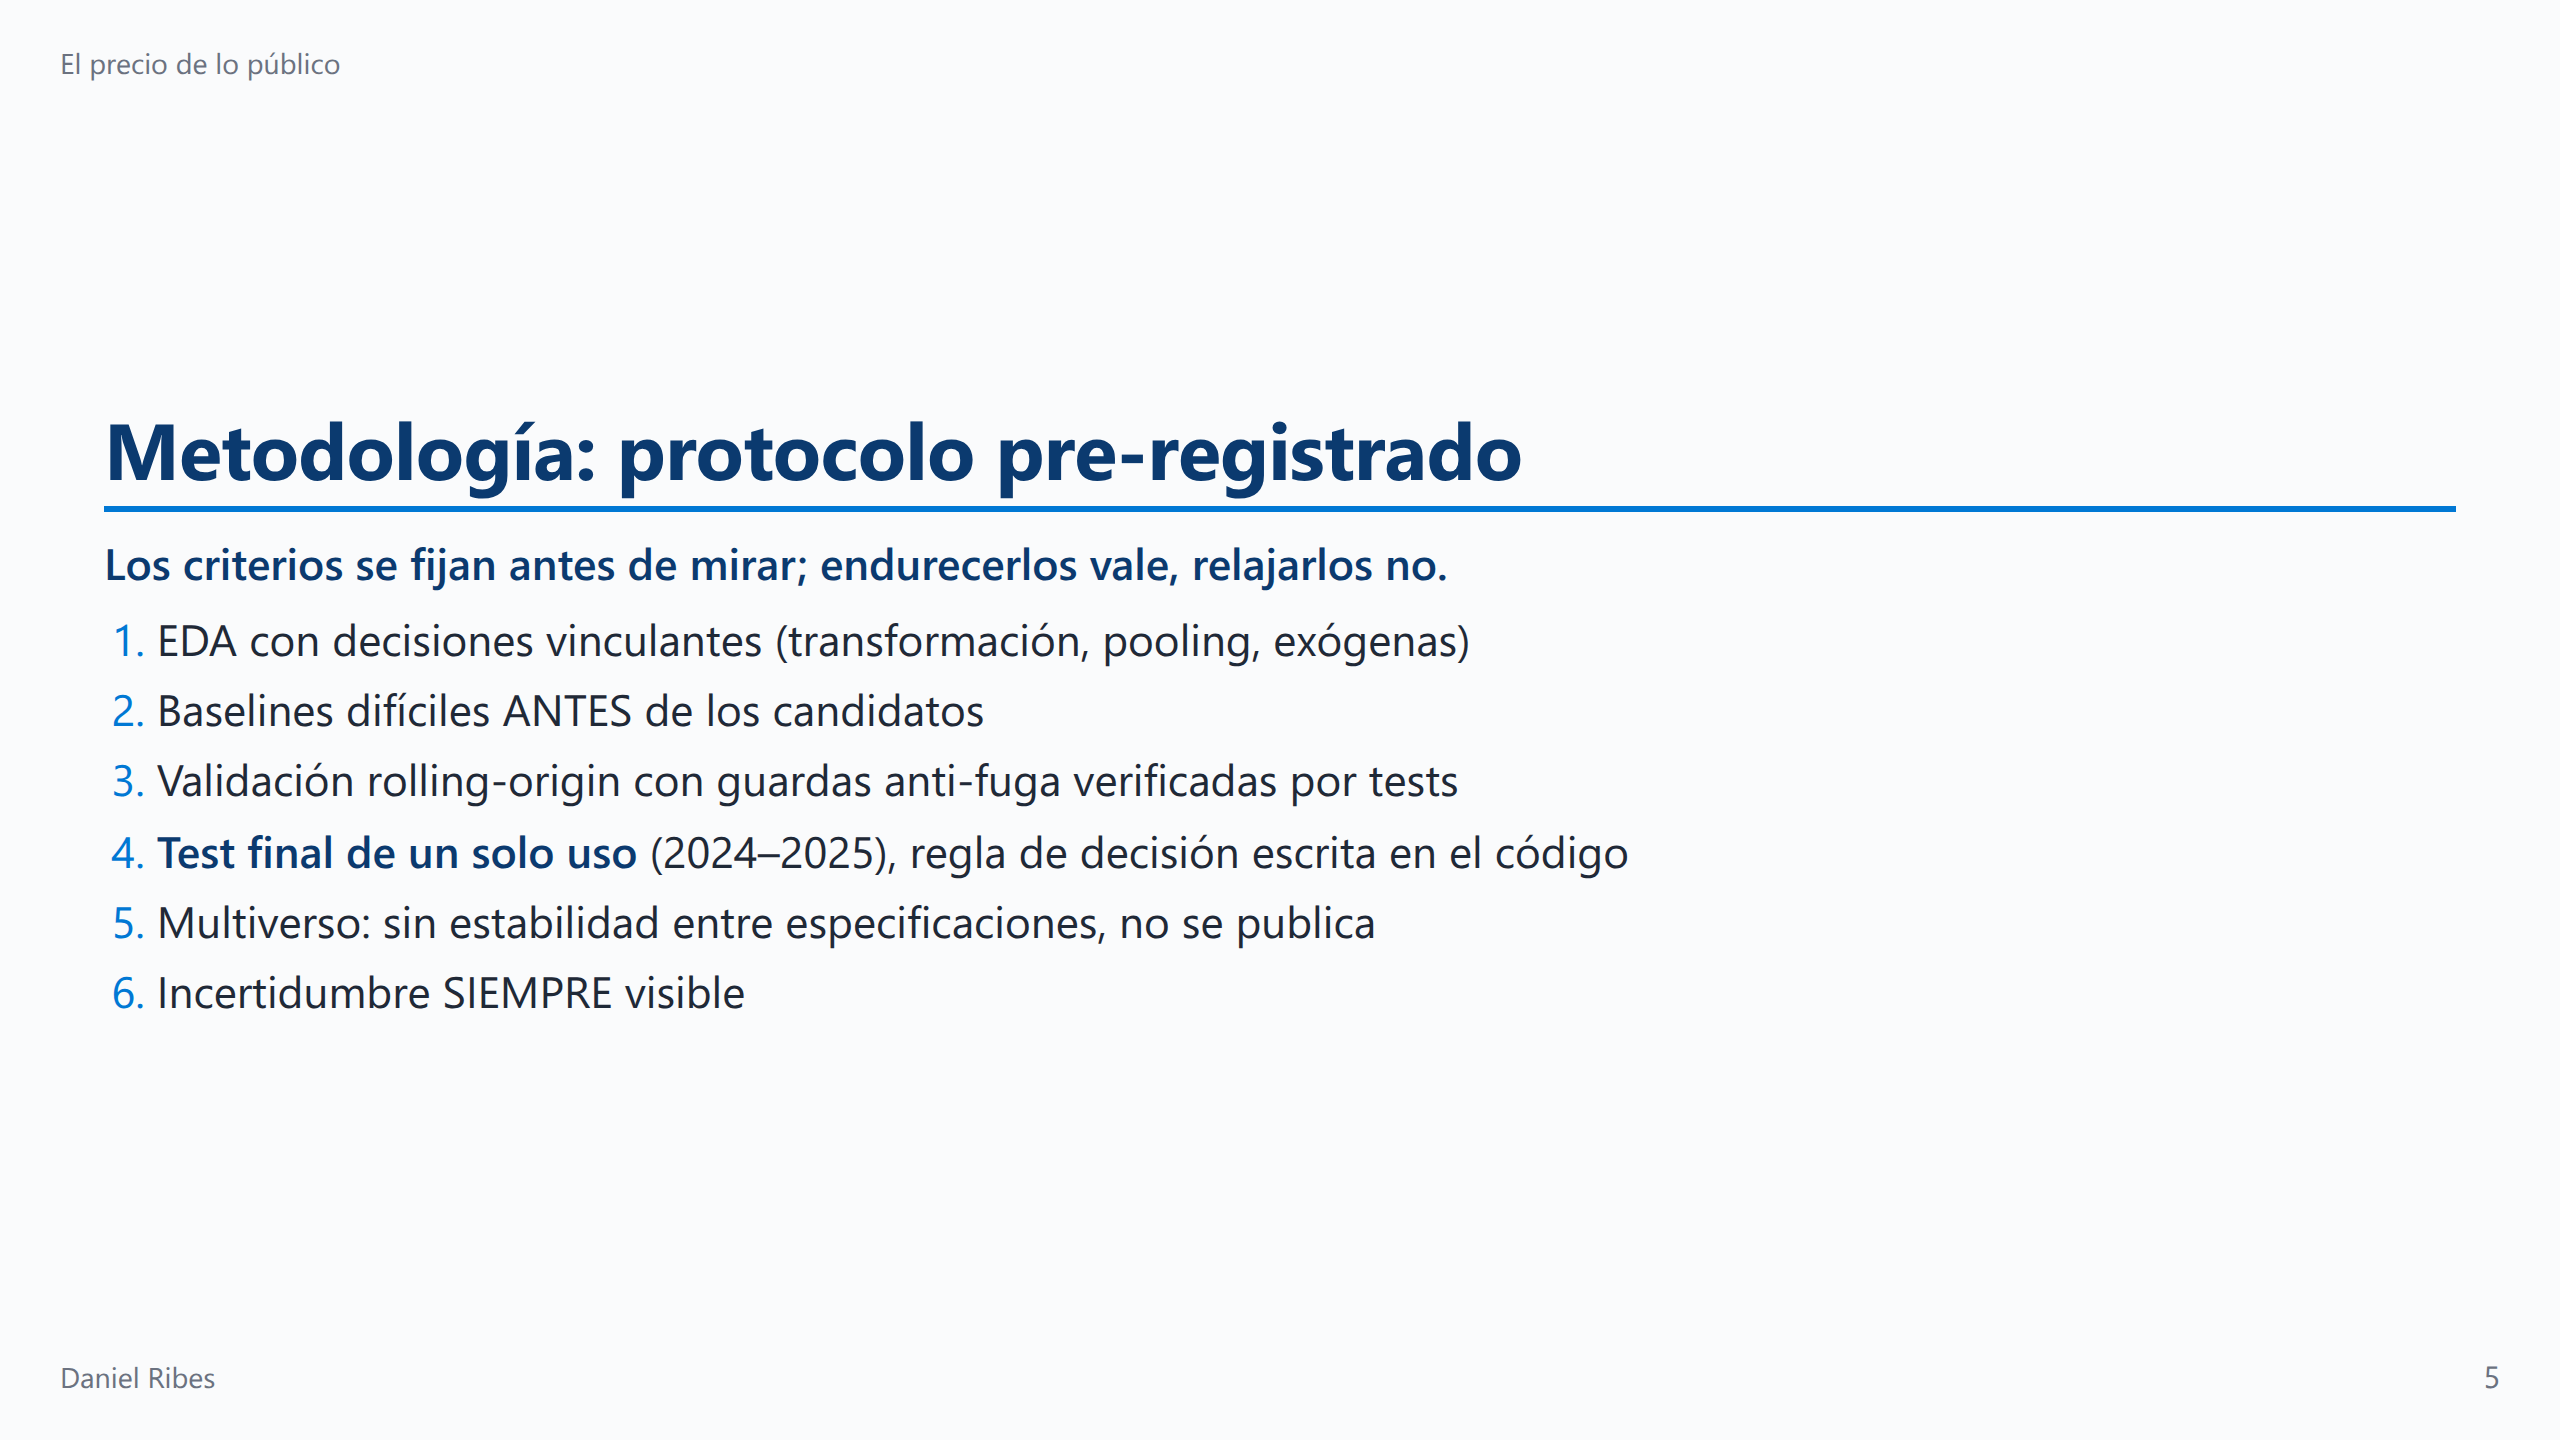 El precio de lo público
Metodología: protocolo pre-registrado
Los criterios se fijan antes de mirar; endurecerlos vale, relajarlos no.
1. EDA con decisiones vinculantes (transformación, pooling, exógenas)
2. Baselines difíciles ANTES de los candidatos
3. Validación rolling-origin con guardas anti-fuga verificadas por tests
4. Test final de un solo uso (2024–2025), regla de decisión escrita en el código
5. Multiverso: sin estabilidad entre especificaciones, no se publica
6. Incertidumbre SIEMPRE visible
Daniel Ribes
5